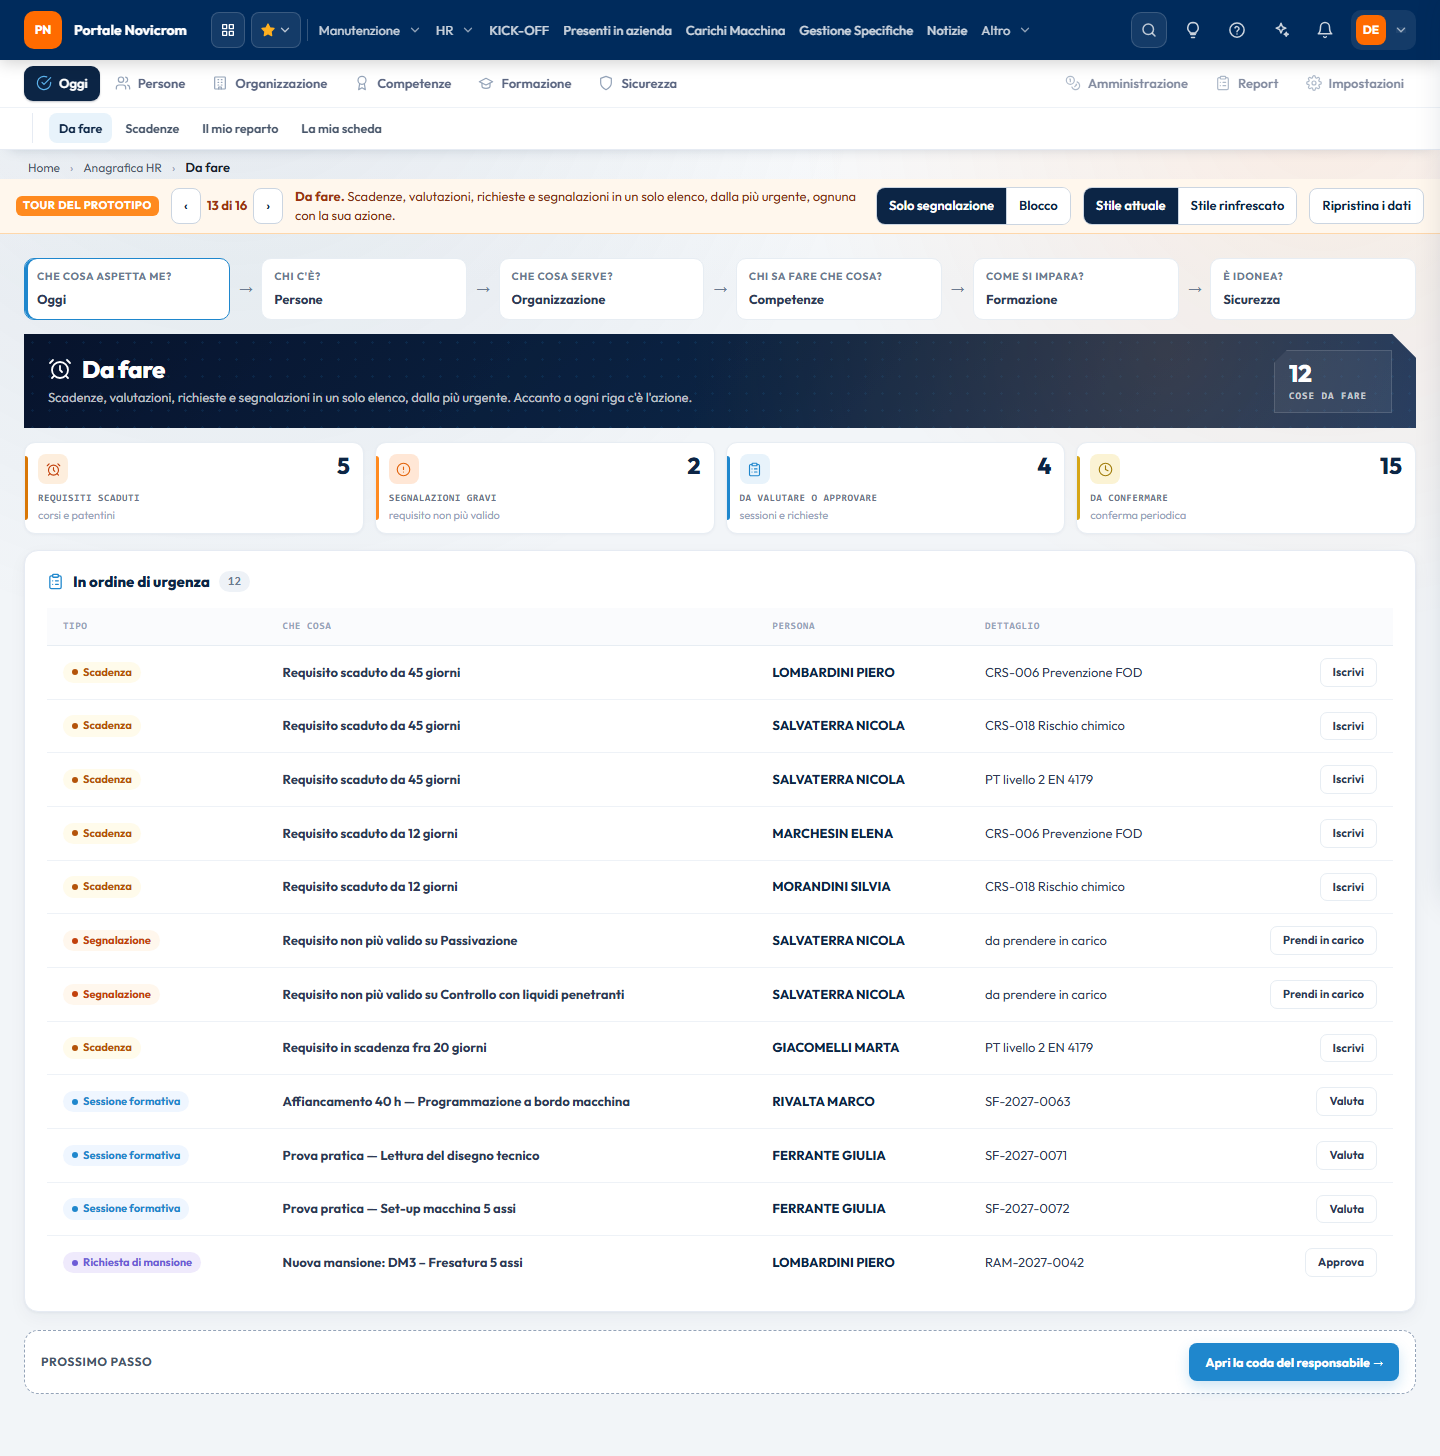 PN Portale Novicrom Manutenzione HR KICK-OFF Presenti in azienda Carichi Macchina Gestione Specifiche Notizie Altro DE
Oggi Persone Organizzazione Competenze Formazione Sicurezza Amministrazione Report Impostazioni
Da fare Scadenze Il mio reparto La mia scheda
Home › Anagrafica HR › Da fare
TOUR DEL PROTOTIPO ‹ 13 di 16 › Da fare. Scadenze, valutazioni, richieste e segnalazioni in un solo elenco, dalla più urgente, ognuna
con la sua azione.
Solo segnalazione Blocco Stile attuale Stile rinfrescato Ripristina i dati
CHE COSA ASPETTA ME?
Oggi
→
CHI C'È?
Persone
→
CHE COSA SERVE?
Organizzazione
→
CHI SA FARE CHE COSA?
Competenze
→
COME SI IMPARA?
Formazione
→
È IDONEA?
Sicurezza
Da fare
Scadenze, valutazioni, richieste e segnalazioni in un solo elenco, dalla più urgente. Accanto a ogni riga c'è l'azione.
12
COSE DA FARE
5
REQUISITI SCADUTI
corsi e patentini
2
SEGNALAZIONI GRAVI
requisito non più valido
4
DA VALUTARE O APPROVARE
sessioni e richieste
15
DA CONFERMARE
conferma periodica
In ordine di urgenza 12
TIPO CHE COSA PERSONA DETTAGLIO
Scadenza Requisito scaduto da 45 giorni LOMBARDINI PIERO CRS-006 Prevenzione FOD Iscrivi
Scadenza Requisito scaduto da 45 giorni SALVATERRA NICOLA CRS-018 Rischio chimico Iscrivi
Scadenza Requisito scaduto da 45 giorni SALVATERRA NICOLA PT livello 2 EN 4179 Iscrivi
Scadenza Requisito scaduto da 12 giorni MARCHESIN ELENA CRS-006 Prevenzione FOD Iscrivi
Scadenza Requisito scaduto da 12 giorni MORANDINI SILVIA CRS-018 Rischio chimico Iscrivi
Segnalazione Requisito non più valido su Passivazione SALVATERRA NICOLA da prendere in carico Prendi in carico
Segnalazione Requisito non più valido su Controllo con liquidi penetranti SALVATERRA NICOLA da prendere in carico Prendi in carico
Scadenza Requisito in scadenza fra 20 giorni GIACOMELLI MARTA PT livello 2 EN 4179 Iscrivi
Sessione formativa Affiancamento 40 h — Programmazione a bordo macchina RIVALTA MARCO SF-2027-0063 Valuta
Sessione formativa Prova pratica — Lettura del disegno tecnico FERRANTE GIULIA SF-2027-0071 Valuta
Sessione formativa Prova pratica — Set-up macchina 5 assi FERRANTE GIULIA SF-2027-0072 Valuta
Richiesta di mansione Nuova mansione: DM3 – Fresatura 5 assi LOMBARDINI PIERO RAM-2027-0042 Approva
PROSSIMO PASSO Apri la coda del responsabile →